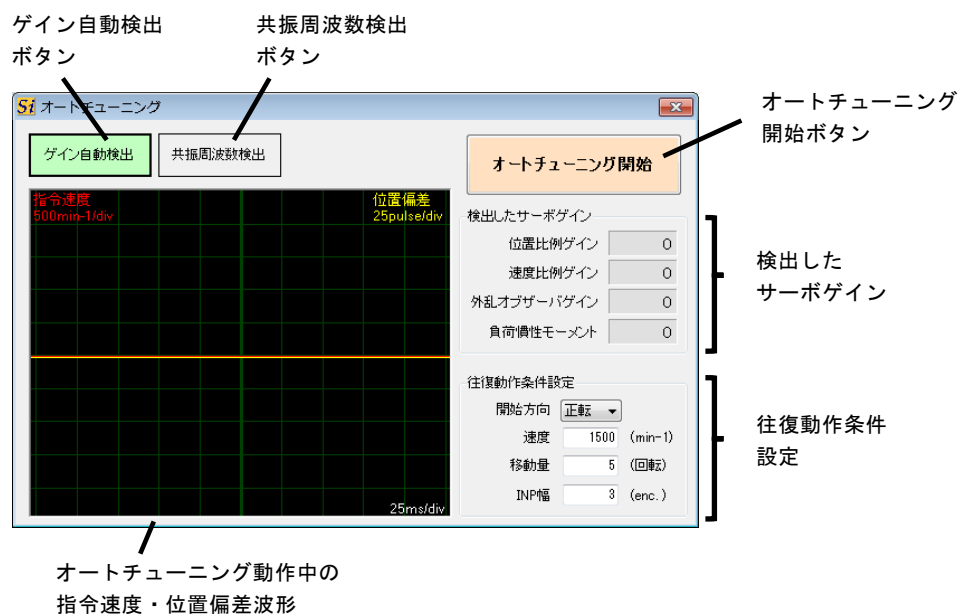 ゲイン自動検出
ボタン
共振周波数検出
ボタン
Si オートチューニング
オートチューニング
開始ボタン
ゲイン自動検出
共振周波数検出
オートチューニング開始
指令速度
500min-1/div
位置偏差
25pulse/div
25ms/div
検出したサーボゲイン
位置比例ゲイン 0
速度比例ゲイン 0
外乱オブザーバゲイン 0
負荷慣性モーメント 0
検出した
サーボゲイン
往復動作条件設定
開始方向 正転
速度 1500 (min-1)
移動量 5 (回転)
INP幅 3 (enc.)
往復動作条件
設定
オートチューニング動作中の
指令速度・位置偏差波形